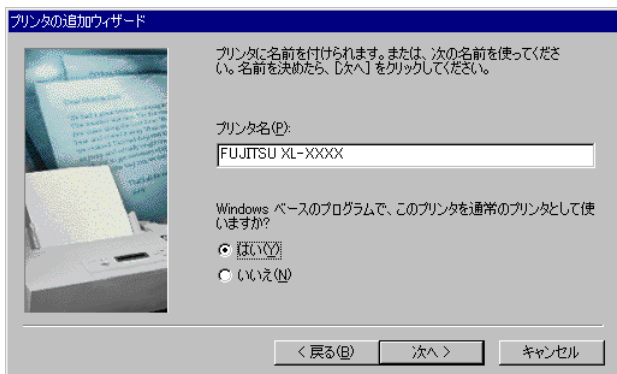 プリンタの追加ウィザード
プリンタに名前を付けられます。または、次の名前を使ってくださ
い。名前を決めたら、[次へ] をクリックしてください。
プリンタ名(P):
FUJITSU XL-XXXX
Windows ベースのプログラムで、このプリンタを通常のプリンタとして使
いますか?
はい(Y)
いいえ(N)
< 戻る(B)
次へ >
キャンセル